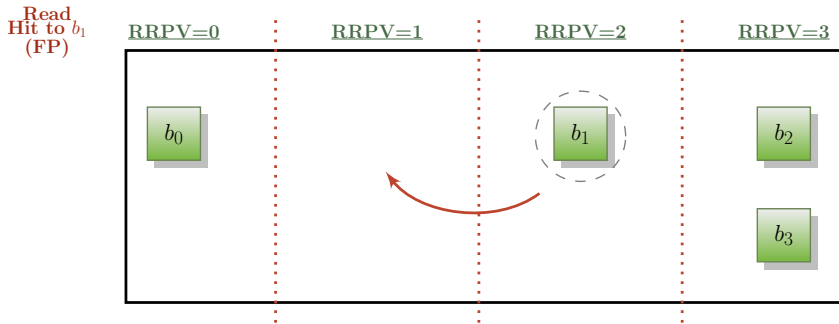 Read
Hit to b₁
(FP)
RRPV=0 RRPV=1 RRPV=2 RRPV=3
b₀ b₁ b₂
b₃